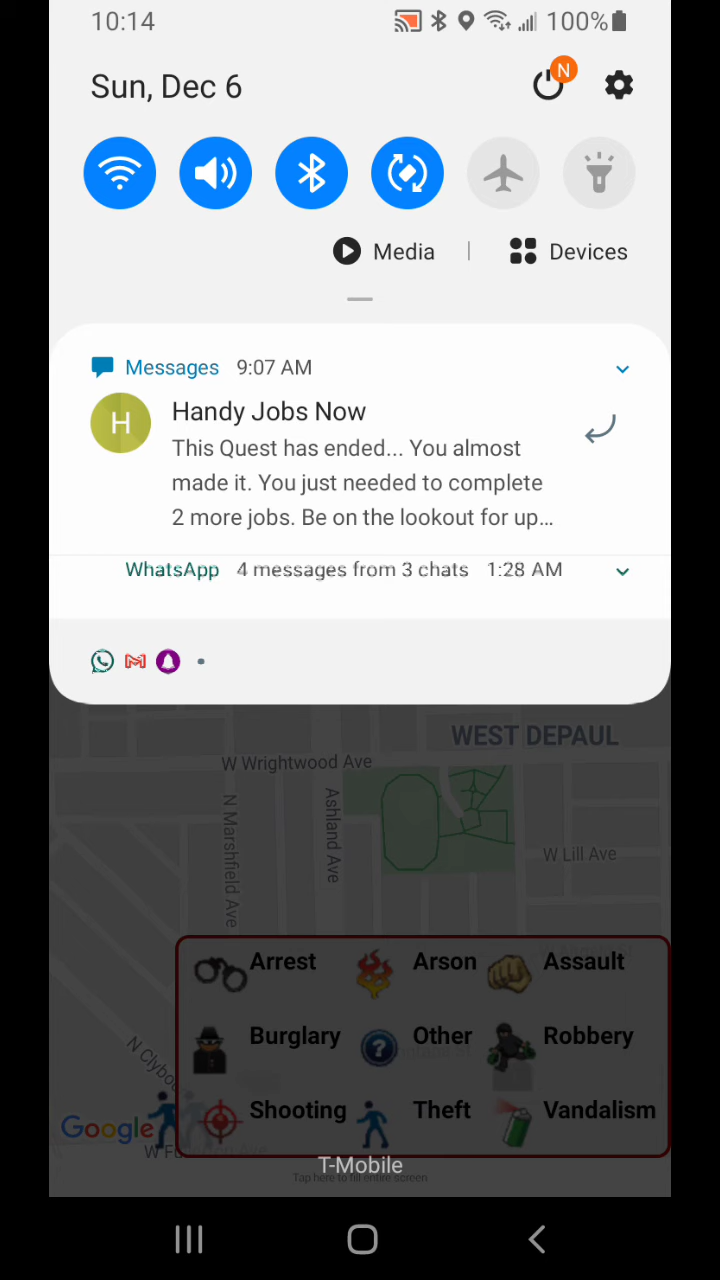 10:14
100%
Sun, Dec 6
N
Media | Devices
Messages 9:07 AM
H
Handy Jobs Now
This Quest has ended... You almost
made it. You just needed to complete
2 more jobs. Be on the lookout for up...
WhatsApp 4 messages from 3 chats 1:28 AM
WEST DEPAUL
W Wrightwood Ave
N Marshfield Ave
Ashland Ave
W Lill Ave
Arrest Arson Assault
Burglary Other Robbery
N Clybou
Shooting Theft Vandalism
Google
T-Mobile
Tap here to fill entire screen